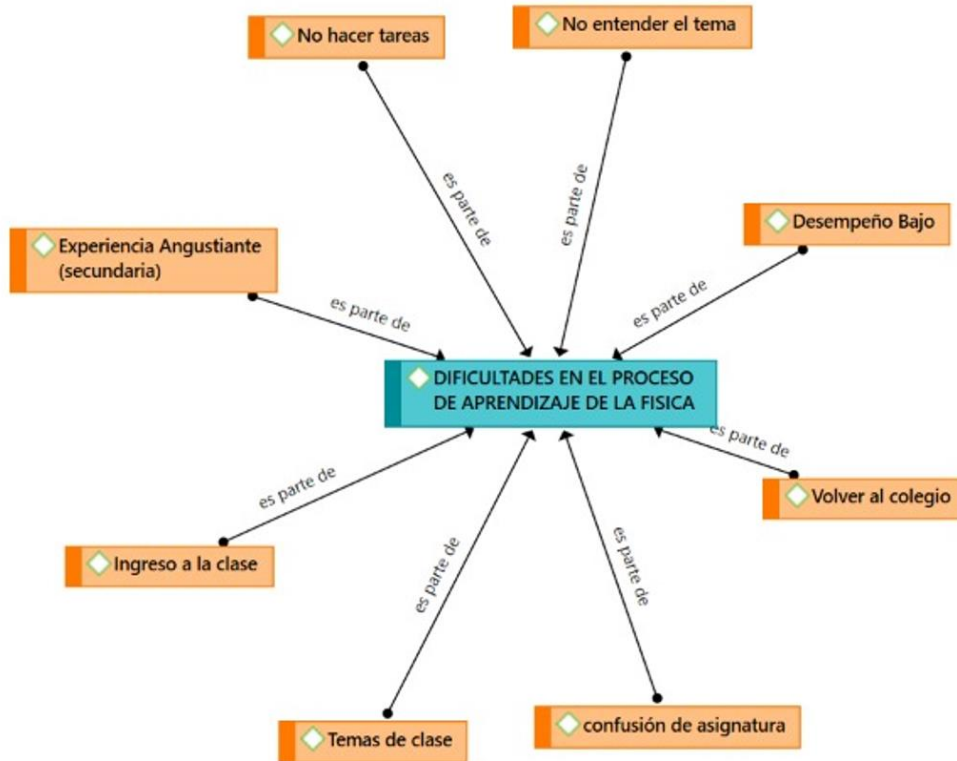 No hacer tareas
No entender el tema
es parte de
es parte de
Desempeño Bajo
Experiencia Angustiante
(secundaria)
es parte de
es parte de
DIFICULTADES EN EL PROCESO
DE APRENDIZAJE DE LA FISICA
es parte de
es parte de
Volver al colegio
es parte de
es parte de
Ingreso a la clase
Temas de clase
confusión de asignatura